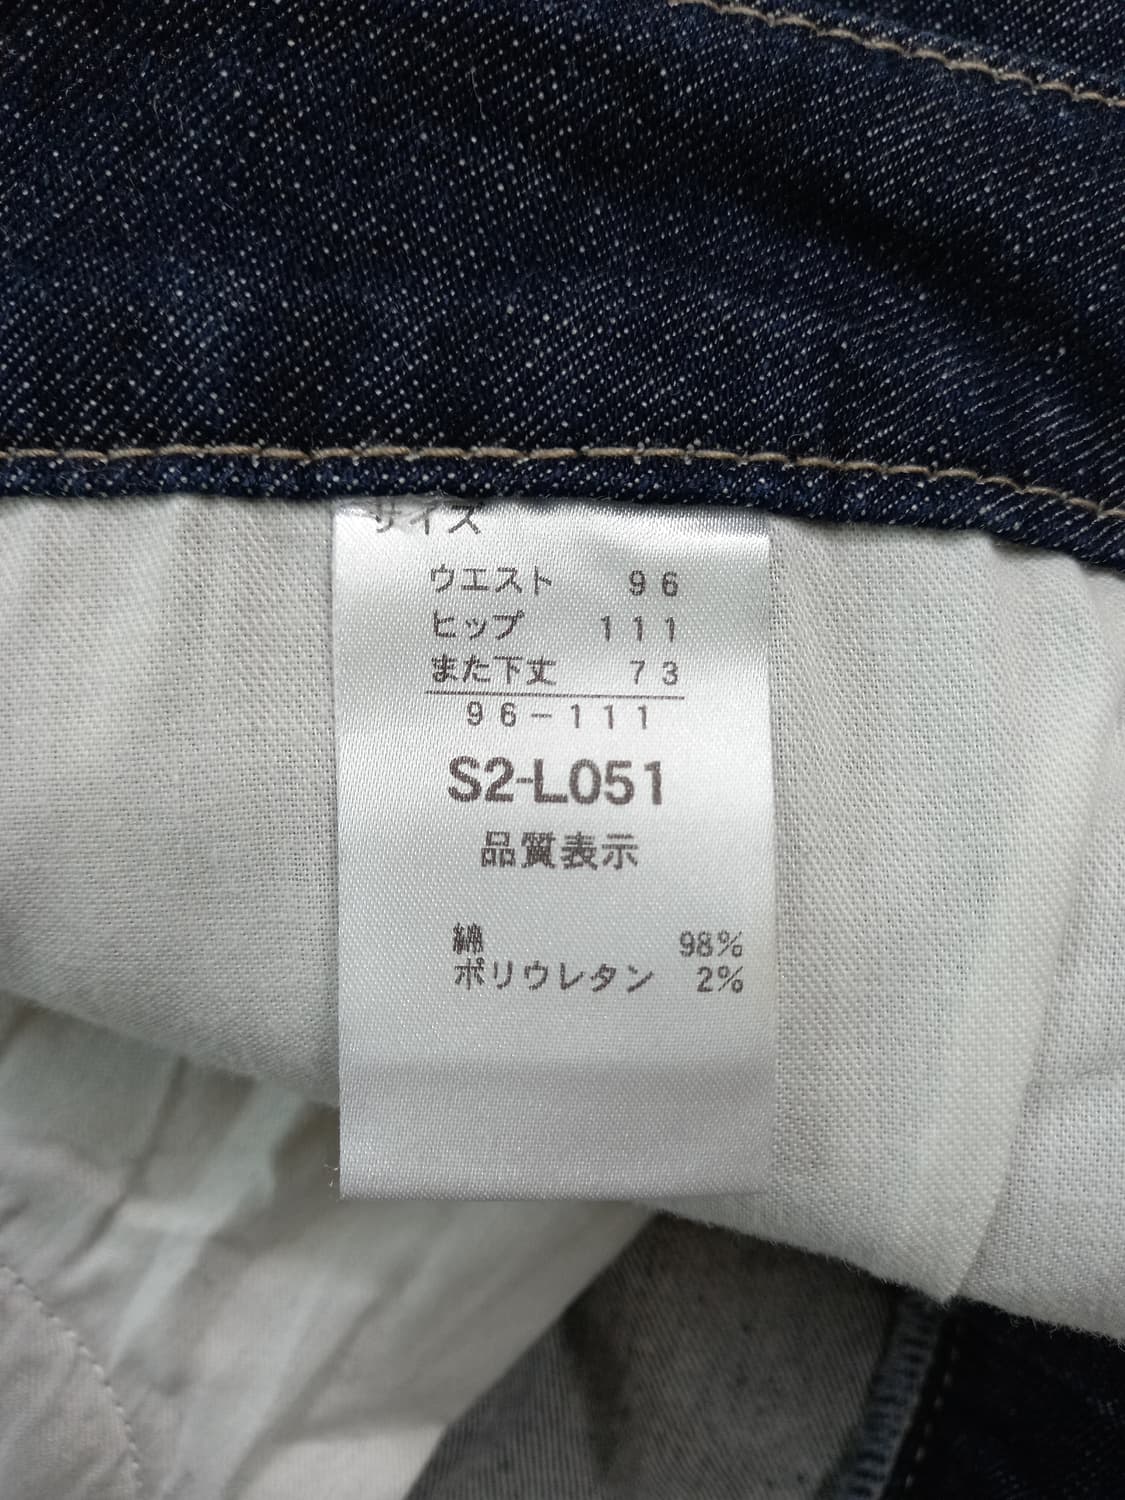 サイズ
ウエスト 96
ヒップ 111
また下丈 73
96-111
S2-L051
品質表示
綿 98%
ポリウレタン 2%